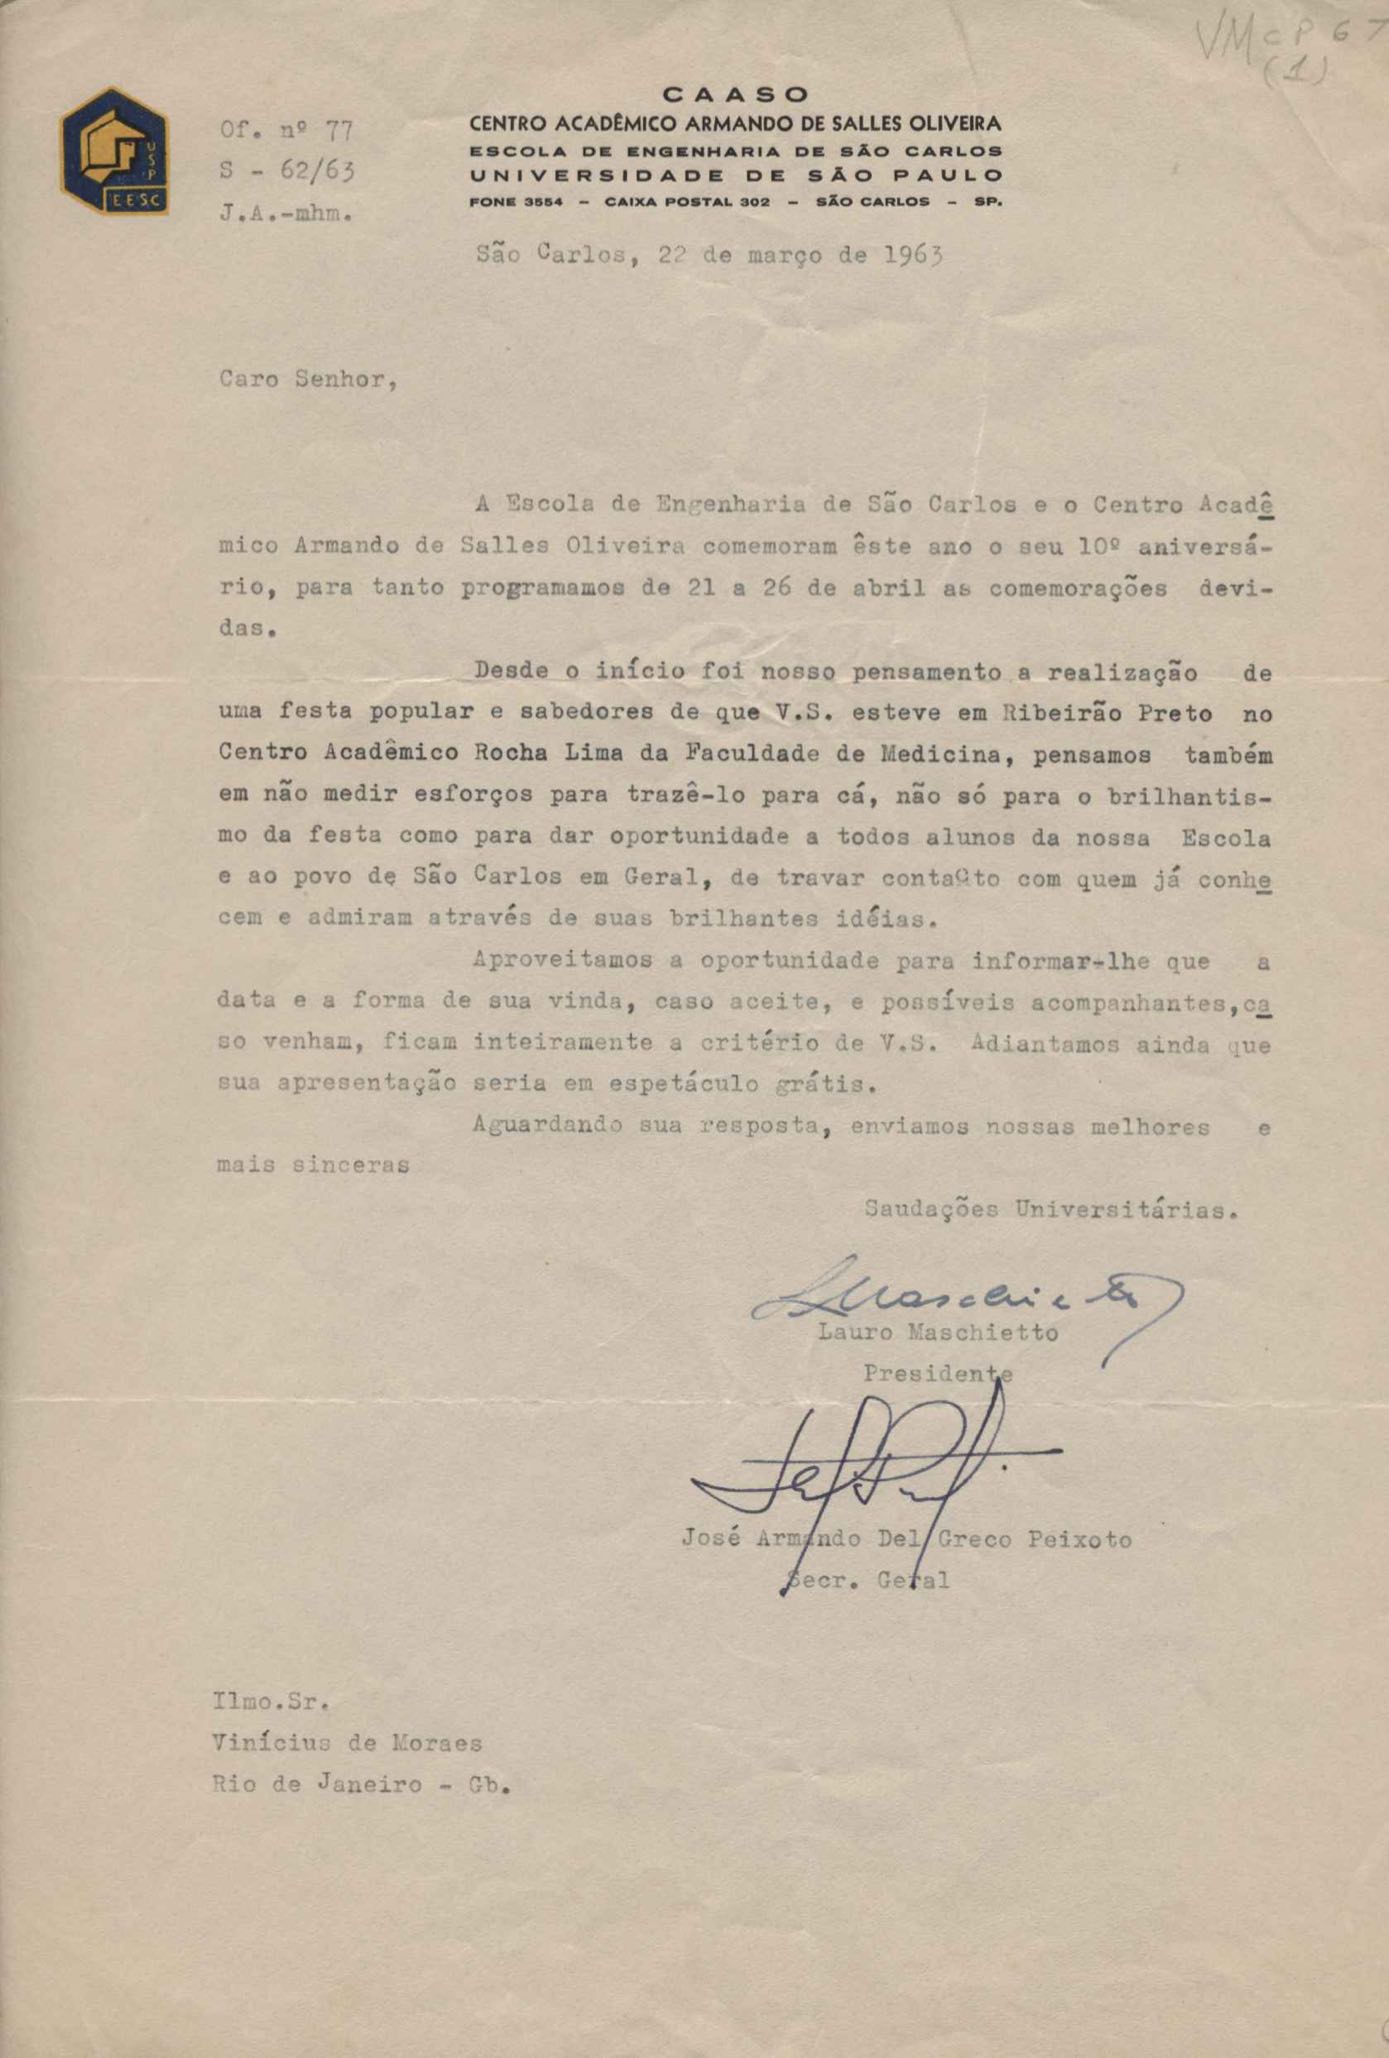 VMcP 67
(1)
CAASO
CENTRO ACADÊMICO ARMANDO DE SALLES OLIVEIRA
ESCOLA DE ENGENHARIA DE SÃO CARLOS
UNIVERSIDADE DE SÃO PAULO
FONE 3554 – CAIXA POSTAL 302 – SÃO CARLOS – SP.
USP
EESC
Of. nº 77
S - 62/63
J.A.-mhm.
São Carlos, 22 de março de 1963
Caro Senhor,
A Escola de Engenharia de São Carlos e o Centro Acadê
mico Armando de Salles Oliveira comemoram êste ano o seu 10º aniversá-
rio, para tanto programamos de 21 a 26 de abril as comemorações devi-
das.
Desde o início foi nosso pensamento a realização de
uma festa popular e sabedores de que V.S. esteve em Ribeirão Preto no
Centro Acadêmico Rocha Lima da Faculdade de Medicina, pensamos também
em não medir esforços para trazê-lo para cá, não só para o brilhantis-
mo da festa como para dar oportunidade a todos alunos da nossa Escola
e ao povo de São Carlos em Geral, de travar contacto com quem já conhe
cem e admiram através de suas brilhantes idéias.
Aproveitamos a oportunidade para informar-lhe que a
data e a forma de sua vinda, caso aceite, e possíveis acompanhantes,ca
so venham, ficam inteiramente a critério de V.S. Adiantamos ainda que
sua apresentação seria em espetáculo grátis.
Aguardando sua resposta, enviamos nossas melhores e
mais sinceras
Saudações Universitárias.
LMaschietto
Lauro Maschietto
Presidente
José Armando Del Greco Peixoto
Secr. Geral
Ilmo.Sr.
Vinícius de Moraes
Rio de Janeiro - Gb.